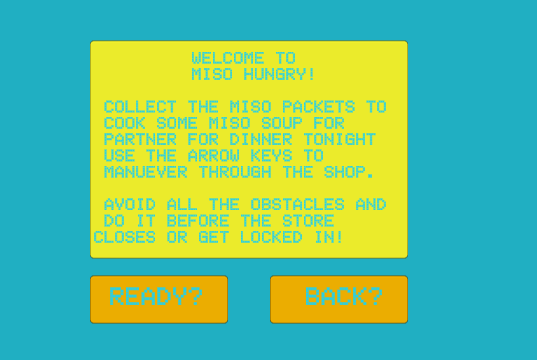 WELCOME TO
MISO HUNGRY!
COLLECT THE MISO PACKETS TO
COOK SOME MISO SOUP FOR
PARTNER FOR DINNER TONIGHT
USE THE ARROW KEYS TO
MANUEVER THROUGH THE SHOP.
AVOID ALL THE OBSTACLES AND
DO IT BEFORE THE STORE
CLOSES OR GET LOCKED IN!
READY?
BACK?